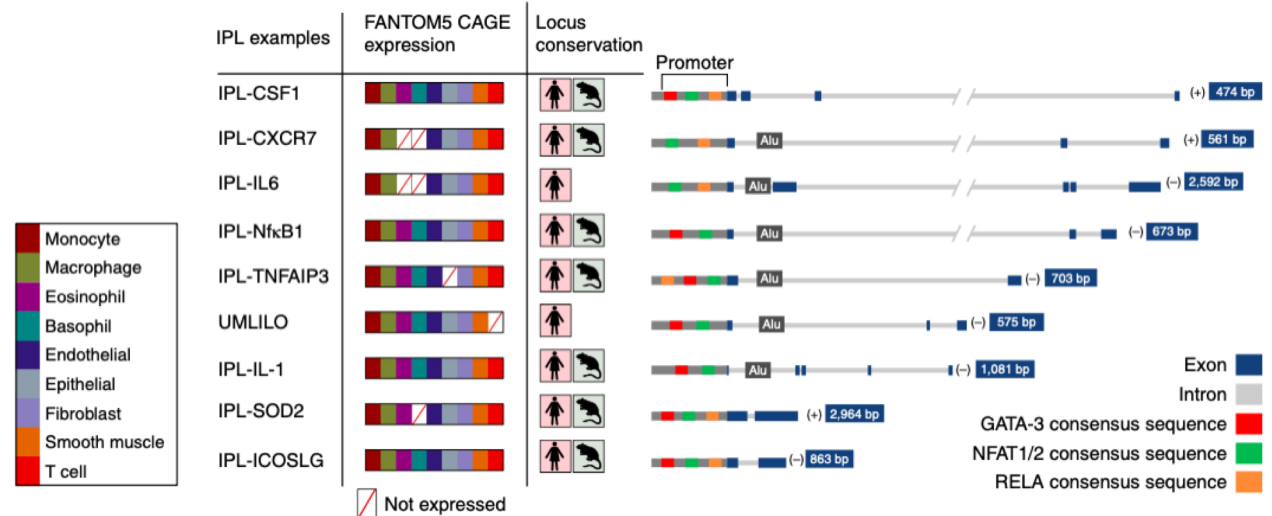 IPL examples
FANTOM5 CAGE
expression
Locus
conservation
Promoter
IPL-CSF1
(+) 474 bp
IPL-CXCR7
Alu
(+) 561 bp
IPL-IL6
Alu
(–) 2,592 bp
IPL-NfκB1
Alu
(–) 673 bp
IPL-TNFAIP3
Alu
(–) 703 bp
UMLILO
Alu
(–) 575 bp
IPL-IL-1
Alu
(–) 1,081 bp
IPL-SOD2
(+) 2,964 bp
IPL-ICOSLG
(–) 863 bp
Not expressed
Monocyte
Macrophage
Eosinophil
Basophil
Endothelial
Epithelial
Fibroblast
Smooth muscle
T cell
Exon
Intron
GATA-3 consensus sequence
NFAT1/2 consensus sequence
RELA consensus sequence